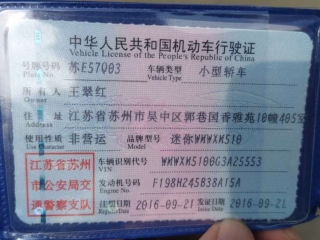 中华人民共和国机动车行驶证
Vehicle License of the People's Republic of China
号牌号码 苏E57Q03 车辆类型 小型轿车
Plate No. Vehicle Type
所有人 王翠红
Owner
住址 江苏省苏州市吴中区郭巷国香雅苑10幢405室
Address
使用性质 非营运 品牌型号 迷你WMWXM510
Use Character Model
江苏省苏州
市公安局交
通警察支队
车辆识别代号 WMWXM5100G3A25553
VIN
发动机号码 F198H245B38A15A
Engine No.
注册日期 2016-09-21 发证日期 2016-09-21
Register Date Issue Date